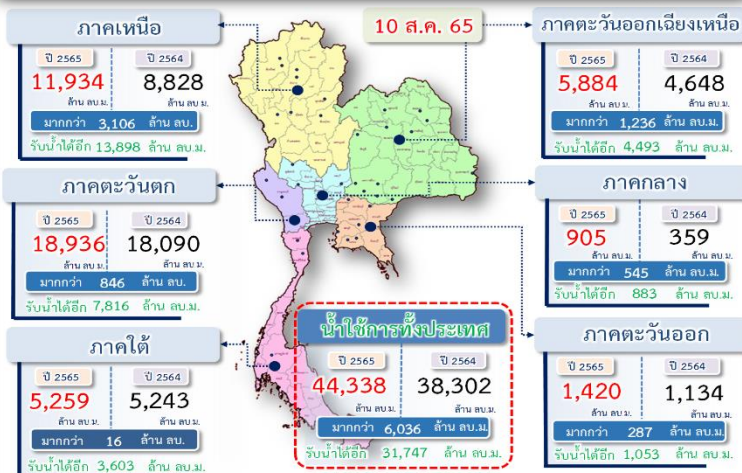 ภาคเหนือ
ปี 2565 ปี 2564
11,934 8,828
ล้าน ลบ.ม. ล้าน ลบ.ม.
มากกว่า 3,106 ล้าน ลบ.
รับน้ำได้อีก 13,898 ล้าน ลบ.ม.
10 ส.ค. 65
ภาคตะวันออกเฉียงเหนือ
ปี 2565 ปี 2564
5,884 4,648
ล้าน ลบ.ม. ล้าน ลบ.ม.
มากกว่า 1,236 ล้าน ลบ.ม.
รับน้ำได้อีก 4,493 ล้าน ลบ.ม.
ภาคตะวันตก
ปี 2565 ปี 2564
18,936 18,090
ล้าน ลบ.ม. ล้าน ลบ.ม.
มากกว่า 846 ล้าน ลบ.ม.
รับน้ำได้อีก 7,816 ล้าน ลบ.ม.
ภาคกลาง
ปี 2565 ปี 2564
905 359
ล้าน ลบ.ม. ล้าน ลบ.ม.
มากกว่า 545 ล้าน ลบ.ม.
รับน้ำได้อีก 883 ล้าน ลบ.ม.
ภาคใต้
ปี 2565 ปี 2564
5,259 5,243
ล้าน ลบ.ม. ล้าน ลบ.ม.
มากกว่า 16 ล้าน ลบ.
รับน้ำได้อีก 3,603 ล้าน ลบ.ม.
น้ำใช้การทั้งประเทศ
ปี 2565 ปี 2564
44,338 38,302
ล้าน ลบ.ม. ล้าน ลบ.ม.
มากกว่า 6,036 ล้าน ลบ.ม.
รับน้ำได้อีก 31,747 ล้าน ลบ.ม.
ภาคตะวันออก
ปี 2565 ปี 2564
1,420 1,134
ล้าน ลบ.ม. ล้าน ลบ.ม.
มากกว่า 287 ล้าน ลบ.ม.
รับน้ำได้อีก 1,053 ล้าน ลบ.ม.